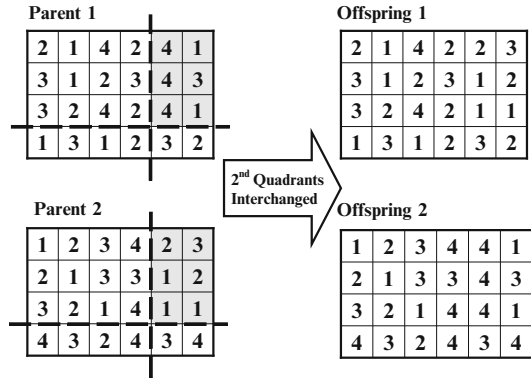 Parent 1
2 1 4 2 4 1
3 1 2 3 4 3
3 2 4 2 4 1
1 3 1 2 3 2
Parent 2
1 2 3 4 2 3
2 1 3 3 1 2
3 2 1 4 1 1
4 3 2 4 3 4
2nd Quadrants
Interchanged
Offspring 1
2 1 4 2 2 3
3 1 2 3 1 2
3 2 4 2 1 1
1 3 1 2 3 2
Offspring 2
1 2 3 4 4 1
2 1 3 3 4 3
3 2 1 4 4 1
4 3 2 4 3 4